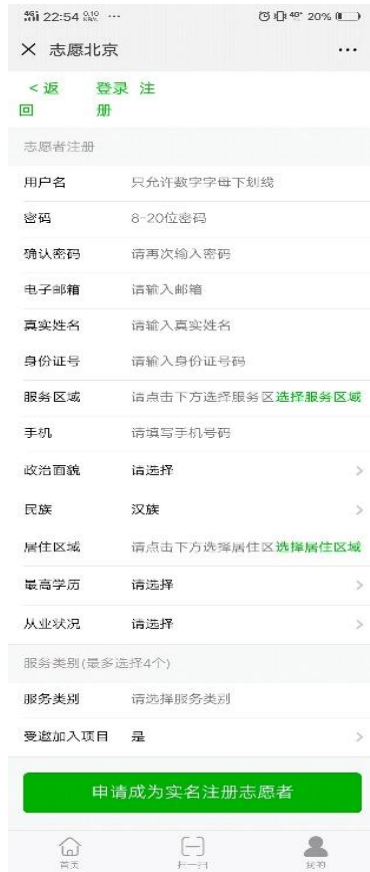 22:54
20%
志愿北京
<返 登录 注
回 册
志愿者注册
用户名 只允许数字字母下划线
密码 8-20位密码
确认密码 请再次输入密码
电子邮箱 请输入邮箱
真实姓名 请输入真实姓名
身份证号 请输入身份证号码
服务区域 请点击下方选择服务区选择服务区域
手机 请填写手机号码
政治面貌 请选择
民族 汉族
居住区域 请点击下方选择居住区选择居住区域
最高学历 请选择
从业状况 请选择
服务类别(最多选择4个)
服务类别 请选择服务类别
受邀加入项目 是
申请成为实名注册志愿者
首页 扫一扫 我的